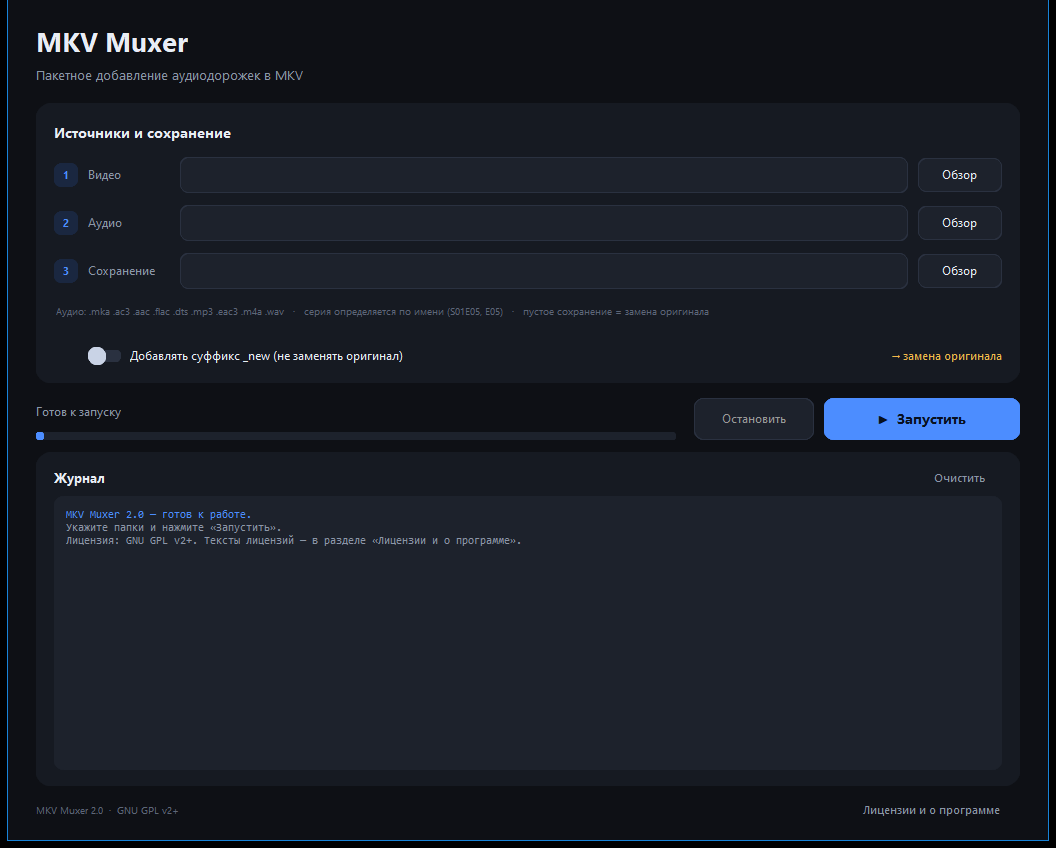 MKV Muxer
Пакетное добавление аудиодорожек в MKV
Источники и сохранение
1 Видео Обзор
2 Аудио Обзор
3 Сохранение Обзор
Аудио: .mka .ac3 .aac .flac .dts .mp3 .eac3 .m4a .wav · серия определяется по имени (S01E05, E05) · пустое сохранение = замена оригинала
Добавлять суффикс _new (не заменять оригинал) → замена оригинала
Готов к запуску Остановить ► Запустить
Журнал Очистить
MKV Muxer 2.0 — готов к работе.
Укажите папки и нажмите «Запустить».
Лицензия: GNU GPL v2+. Тексты лицензий — в разделе «Лицензии и о программе».
MKV Muxer 2.0 · GNU GPL v2+ Лицензии и о программе